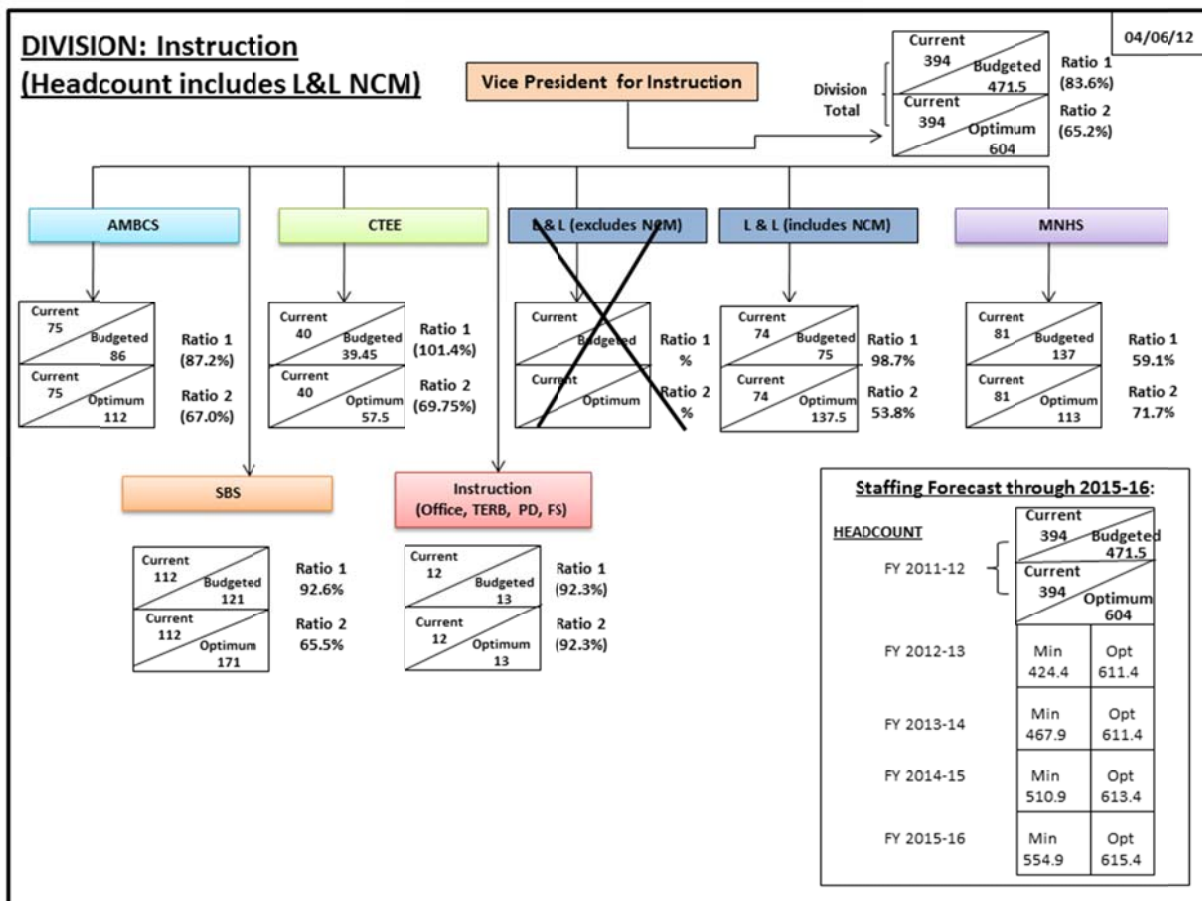 DIVISION: Instruction
(Headcount includes L&L NCM)
04/06/12
Vice President for Instruction
Division
Total
Current
394
Budgeted
471.5
Ratio 1
(83.6%)
Current
394
Optimum
604
Ratio 2
(65.2%)
AMBCS
CTEE
L & L (excludes NCM)
L & L (includes NCM)
MNHS
Current
75
Budgeted
86
Ratio 1
(87.2%)
Current
75
Optimum
112
Ratio 2
(67.0%)
Current
40
Budgeted
39.45
Ratio 1
(101.4%)
Current
40
Optimum
57.5
Ratio 2
(69.75%)
Current
Budgeted
Ratio 1
%
Current
Optimum
Ratio 2
%
Current
74
Budgeted
75
Ratio 1
98.7%
Current
74
Optimum
137.5
Ratio 2
53.8%
Current
81
Budgeted
137
Ratio 1
59.1%
Current
81
Optimum
113
Ratio 2
71.7%
SBS
Instruction
(Office, TERB, PD, FS)
Current
112
Budgeted
121
Ratio 1
92.6%
Current
112
Optimum
171
Ratio 2
65.5%
Current
12
Budgeted
13
Ratio 1
(92.3%)
Current
12
Optimum
13
Ratio 2
(92.3%)
Staffing Forecast through 2015-16:
HEADCOUNT
FY 2011-12
Current
394
Budgeted
471.5
Current
394
Optimum
604
FY 2012-13
Min
424.4
Opt
611.4
FY 2013-14
Min
467.9
Opt
611.4
FY 2014-15
Min
510.9
Opt
613.4
FY 2015-16
Min
554.9
Opt
615.4